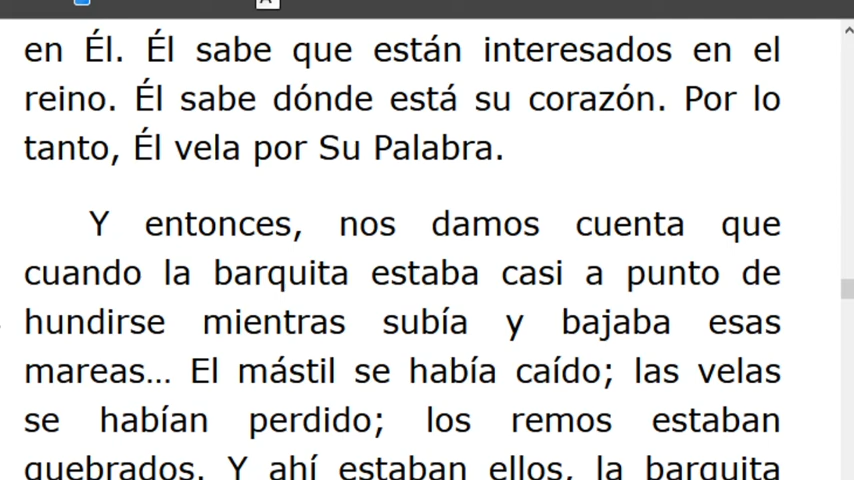 en Él. Él sabe que están interesados en el
reino. Él sabe dónde está su corazón. Por lo
tanto, Él vela por Su Palabra.
Y entonces, nos damos cuenta que
cuando la barquita estaba casi a punto de
hundirse mientras subía y bajaba esas
mareas... El mástil se había caído; las velas
se habían perdido; los remos estaban
quebrados. Y ahí estaban ellos, la barquita